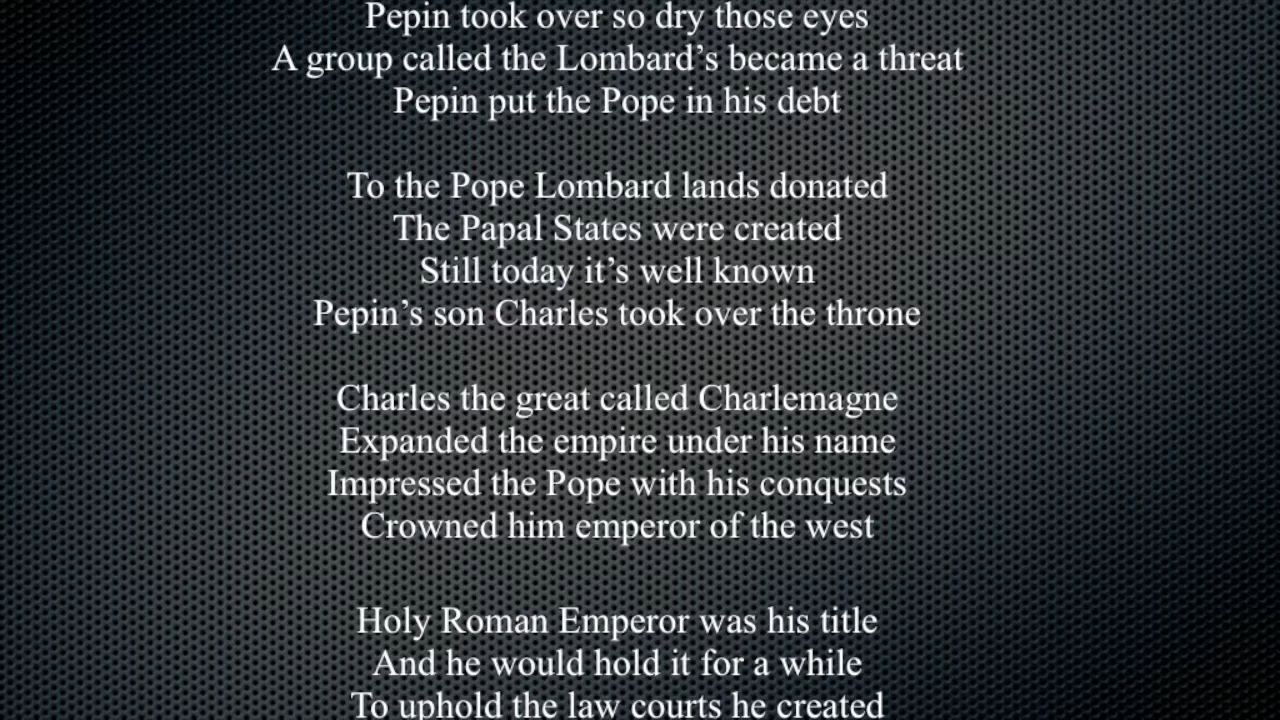 Pepin took over so dry those eyes
A group called the Lombard’s became a threat
Pepin put the Pope in his debt
To the Pope Lombard lands donated
The Papal States were created
Still today it’s well known
Pepin’s son Charles took over the throne
Charles the great called Charlemagne
Expanded the empire under his name
Impressed the Pope with his conquests
Crowned him emperor of the west
Holy Roman Emperor was his title
And he would hold it for a while
To uphold the law courts he created